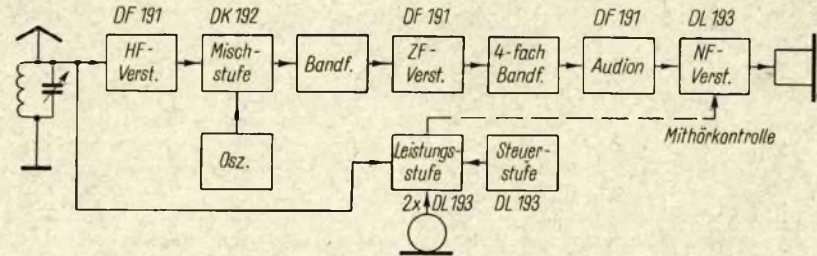 DF 191
DK 192
DF 191
DF 191
DL 193
HF-
Verst.
Misch-
stufe
Bandf.
ZF-
Verst.
4-fach
Bandf.
Audion
NF-
Verst.
Mithörkontrolle
Osz.
Leistungs-
stufe
Steuer-
stufe
2x DL 193
DL 193